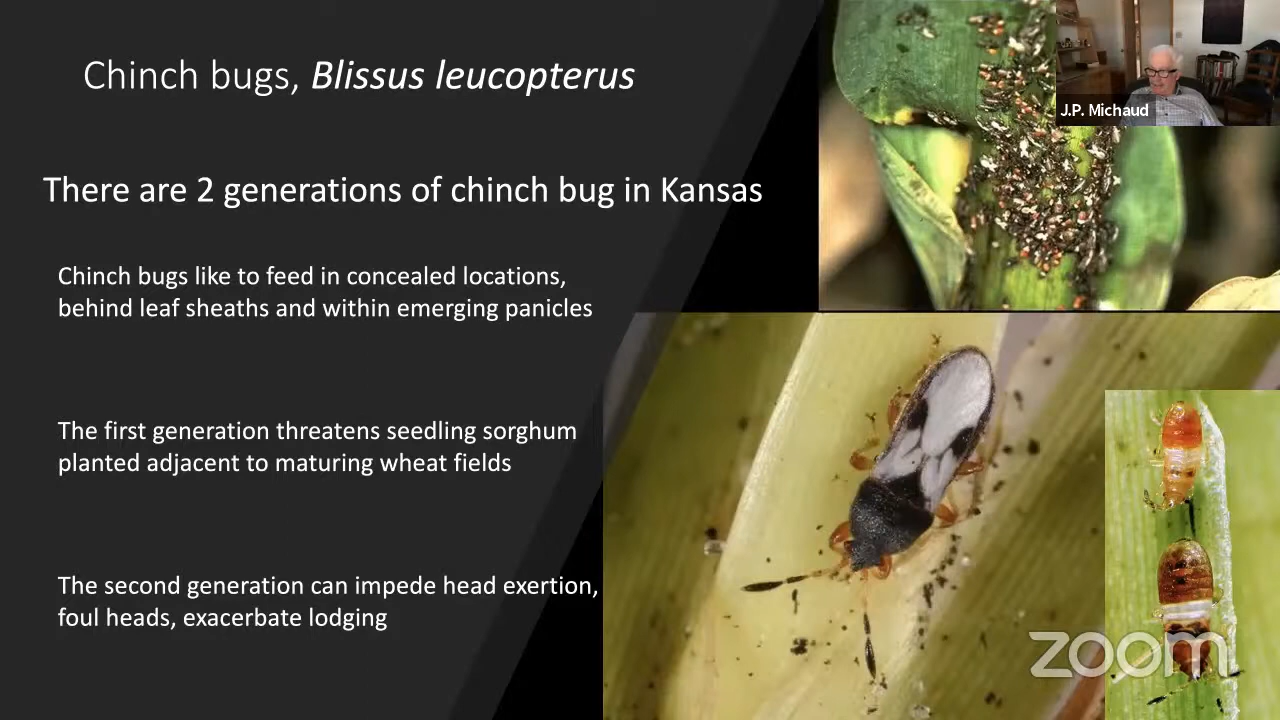 Chinch bugs, Blissus leucopterus
There are 2 generations of chinch bug in Kansas
Chinch bugs like to feed in concealed locations,
behind leaf sheaths and within emerging panicles
The first generation threatens seedling sorghum
planted adjacent to maturing wheat fields
The second generation can impede head exertion,
foul heads, exacerbate lodging
J.P. Michaud
zoom